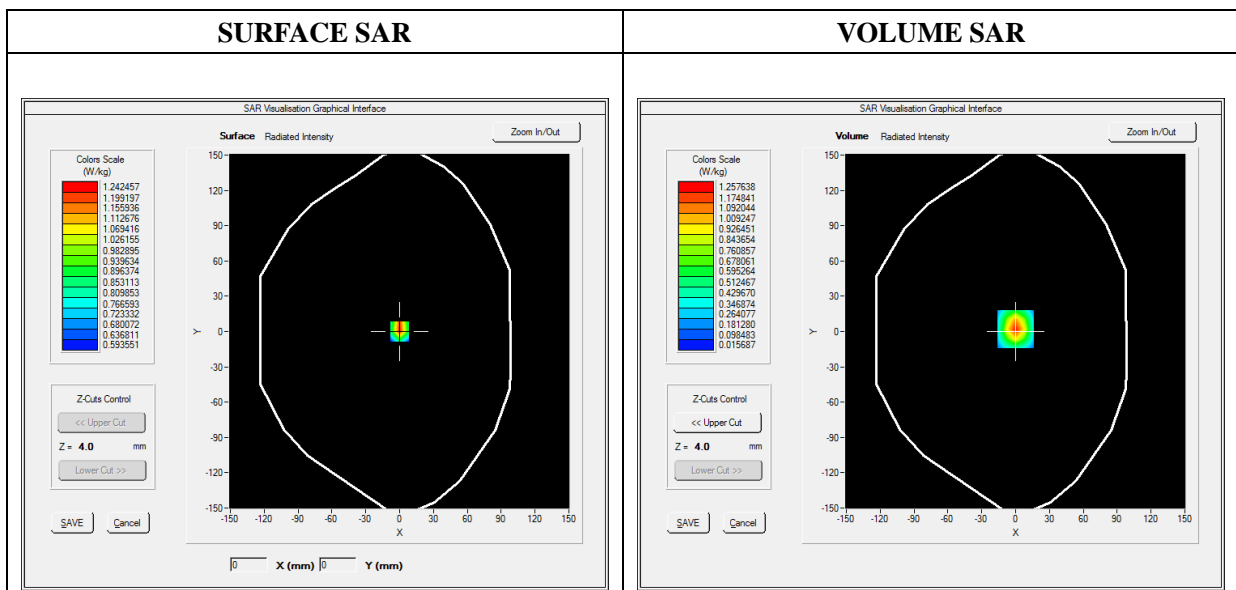 SURFACE SAR
VOLUME SAR
SAR Visualisation Graphical Interface
Surface Radiated Intensity
Zoom In/Out
Colors Scale
(W/kg)
1.242457
1.199197
1.155936
1.112676
1.069416
1.026155
0.982895
0.939634
0.896374
0.853113
0.809853
0.766593
0.723332
0.680072
0.636811
0.593551
150
120
90
60
30
0
-30
-60
-90
-120
-150
Y
-150 -120 -90 -60 -30 0 30 60 90 120 150
X
Z-Cuts Control
<< Upper Cut
Z = 4.0 mm
Lower Cut >>
SAVE Cancel
0 X (mm) 0 Y (mm)
SAR Visualisation Graphical Interface
Volume Radiated Intensity
Zoom In/Out
Colors Scale
(W/kg)
1.257638
1.174841
1.092044
1.009247
0.926451
0.843654
0.760857
0.678061
0.595264
0.512467
0.429670
0.346874
0.264077
0.181280
0.098483
0.015687
150
120
90
60
30
0
-30
-60
-90
-120
-150
Y
-150 -120 -90 -60 -30 0 30 60 90 120 150
X
Z-Cuts Control
<< Upper Cut
Z = 4.0 mm
Lower Cut >>
SAVE Cancel